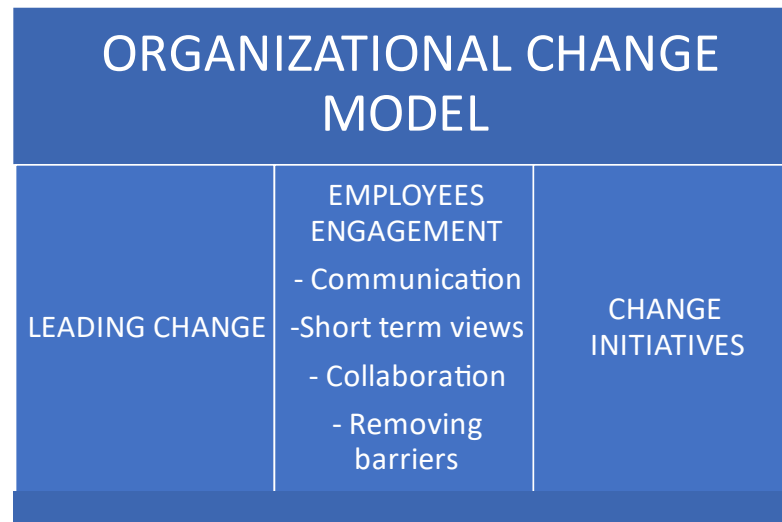 ORGANIZATIONAL CHANGE
MODEL
LEADING CHANGE
EMPLOYEES
ENGAGEMENT
- Communication
-Short term views
- Collaboration
- Removing
barriers
CHANGE
INITIATIVES